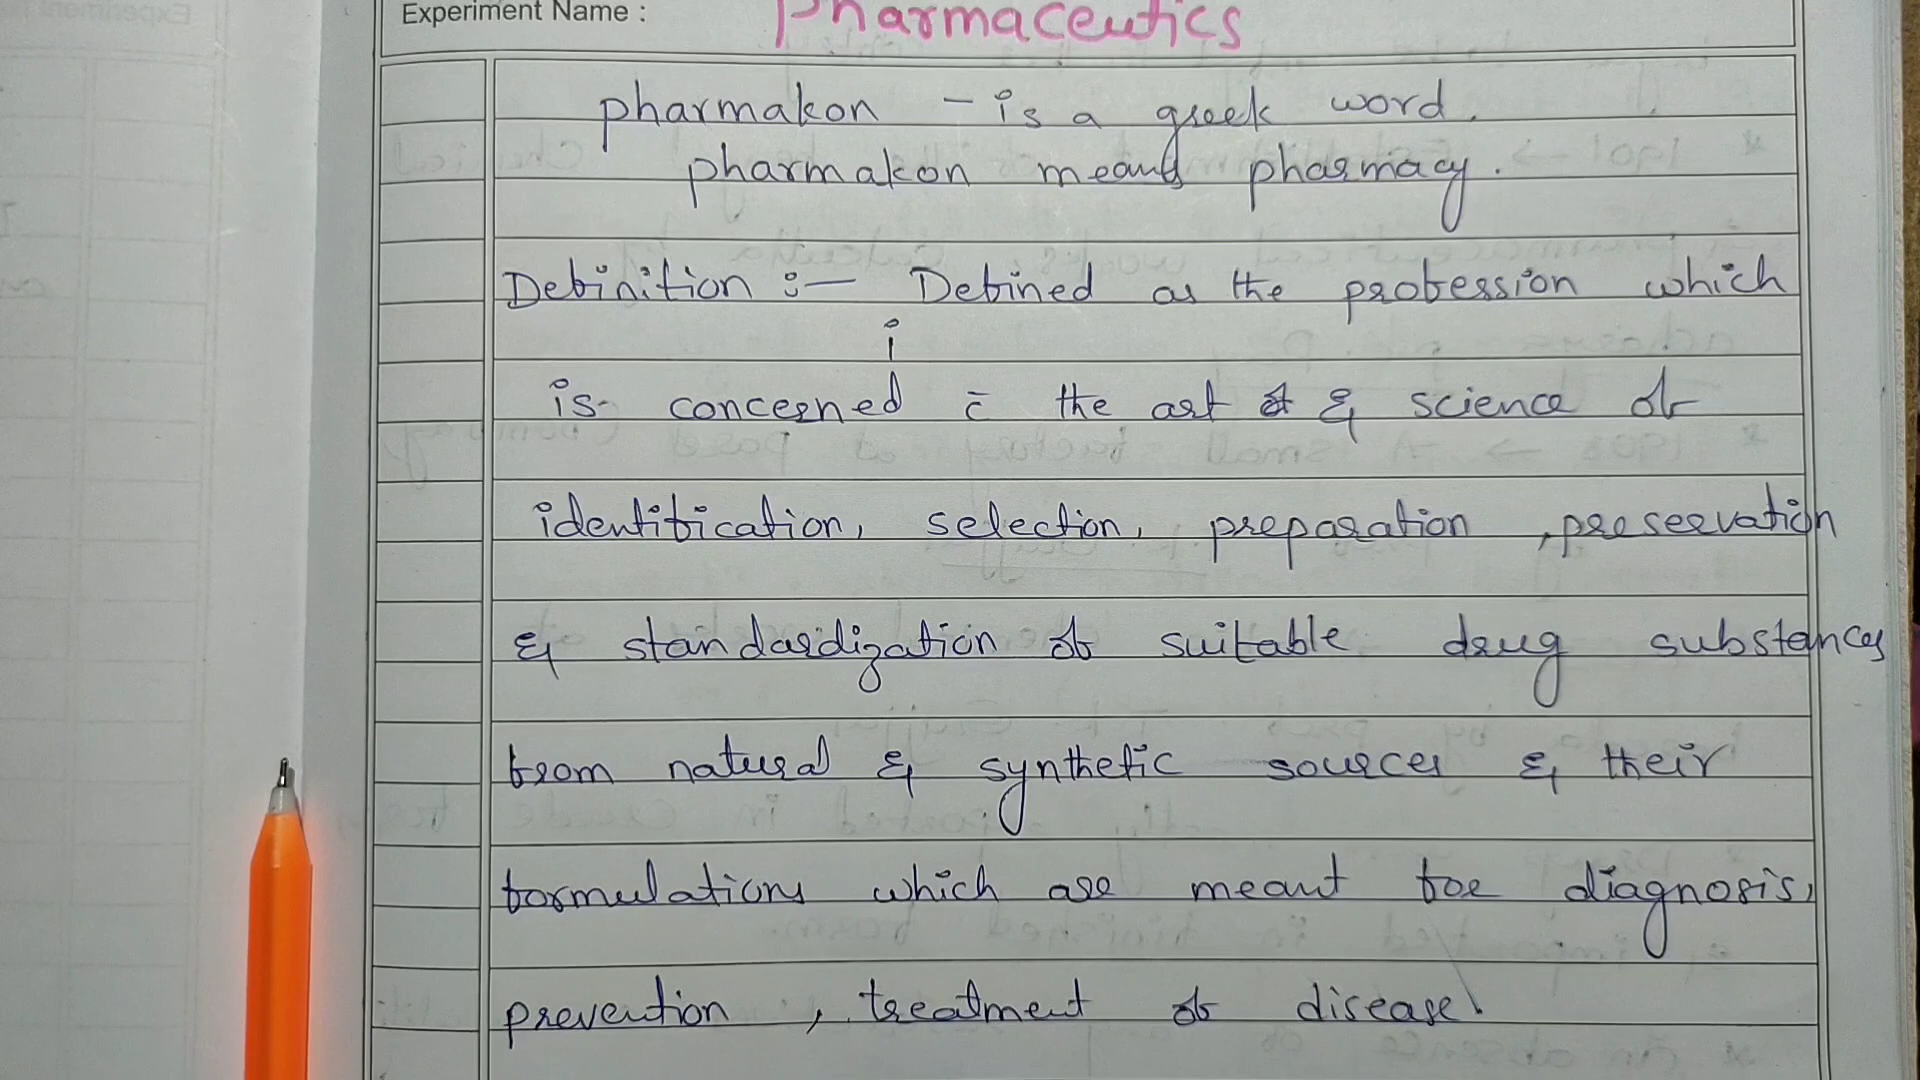 Experiment Name : Pharmaceutics
pharmakon - is a greek word.
pharmakon means pharmacy.
Definition :- Defined as the profession which
is concerned c̄ the art & science of
identification, selection, preparation, preservation
& standardization of suitable drug substances
from natural & synthetic sources & their
formulations which are meant for diagnosis,
prevention, treatment of disease.